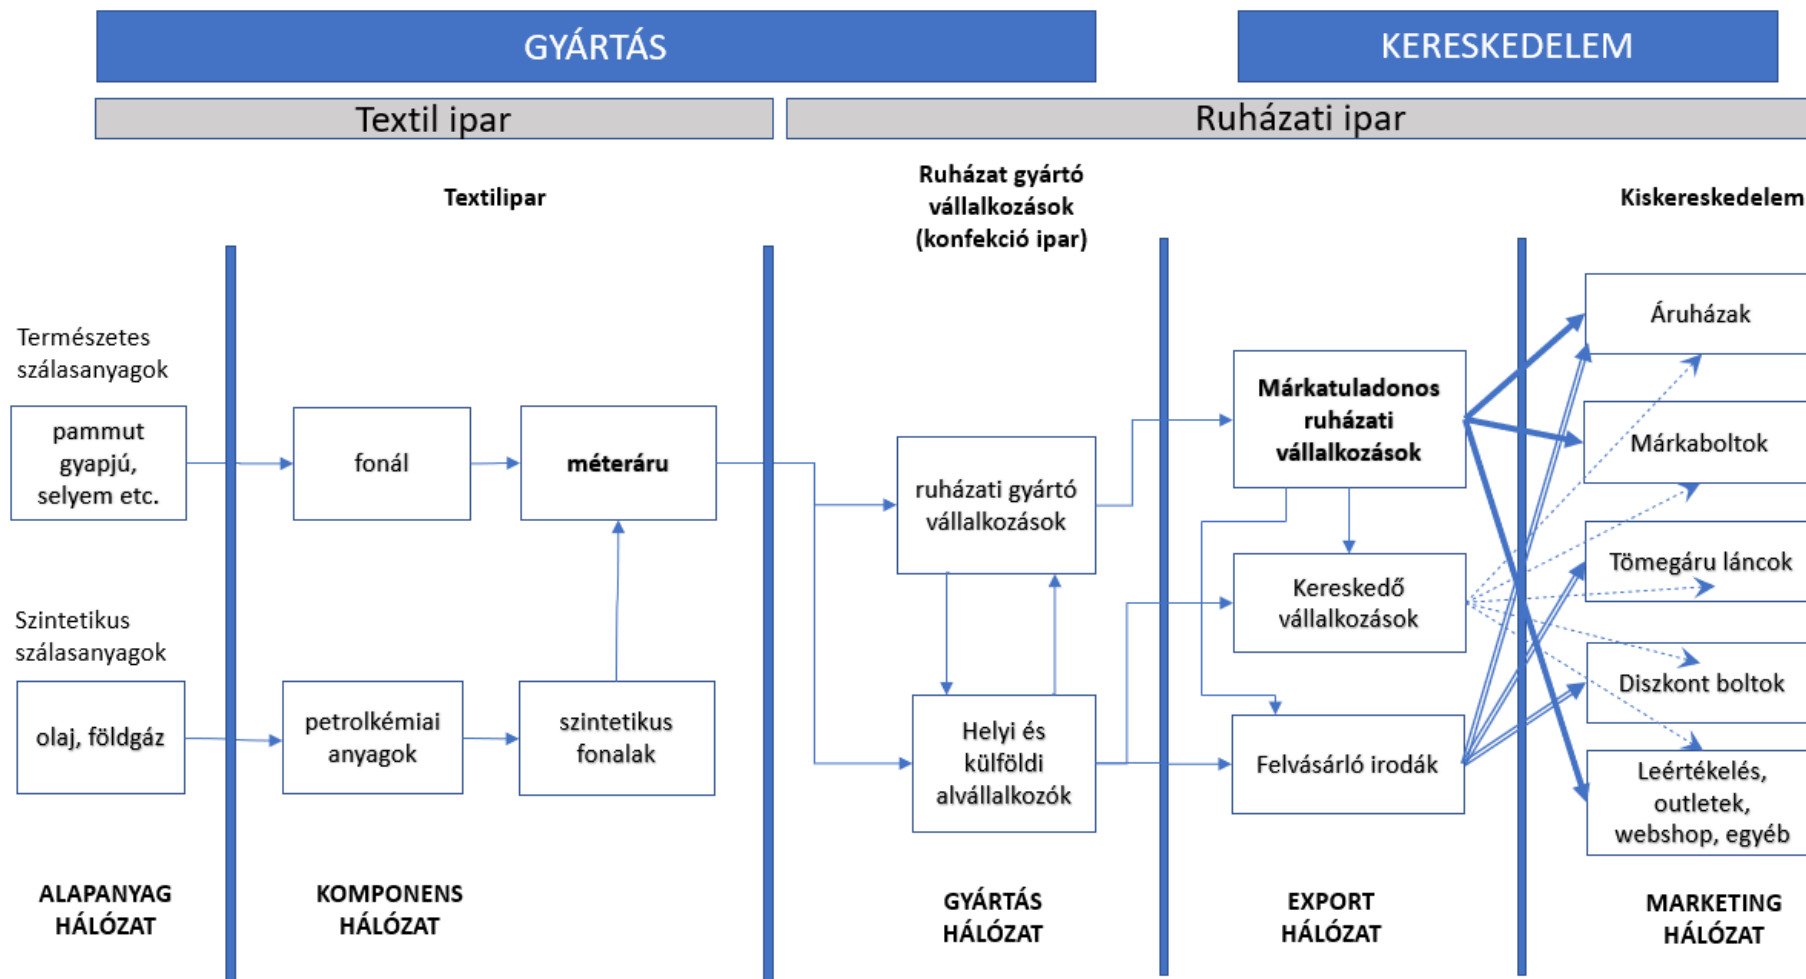 GYÁRTÁS
KERESKEDELEM
Textil ipar
Ruházati ipar
Textilipar
Ruházat gyártó
vállalkozások
(konfekció ipar)
Kiskereskedelem
Természetes
szálasanyagok
pammut
gyapjú,
selyem etc.
fonál
méteráru
Szintetikus
szálasanyagok
olaj, földgáz
petrolkémiai
anyagok
szintetikus
fonalak
ruházati gyártó
vállalkozások
Helyi és
külföldi
alvállalkozók
Márkatuladonos
ruházati
vállalkozások
Kereskedő
vállalkozások
Felvásárló irodák
Áruházak
Márkaboltok
Tömegáru láncok
Diszkont boltok
Leértékelés,
outletek,
webshop, egyéb
ALAPANYAG
HÁLÓZAT
KOMPONENS
HÁLÓZAT
GYÁRTÁS
HÁLÓZAT
EXPORT
HÁLÓZAT
MARKETING
HÁLÓZAT